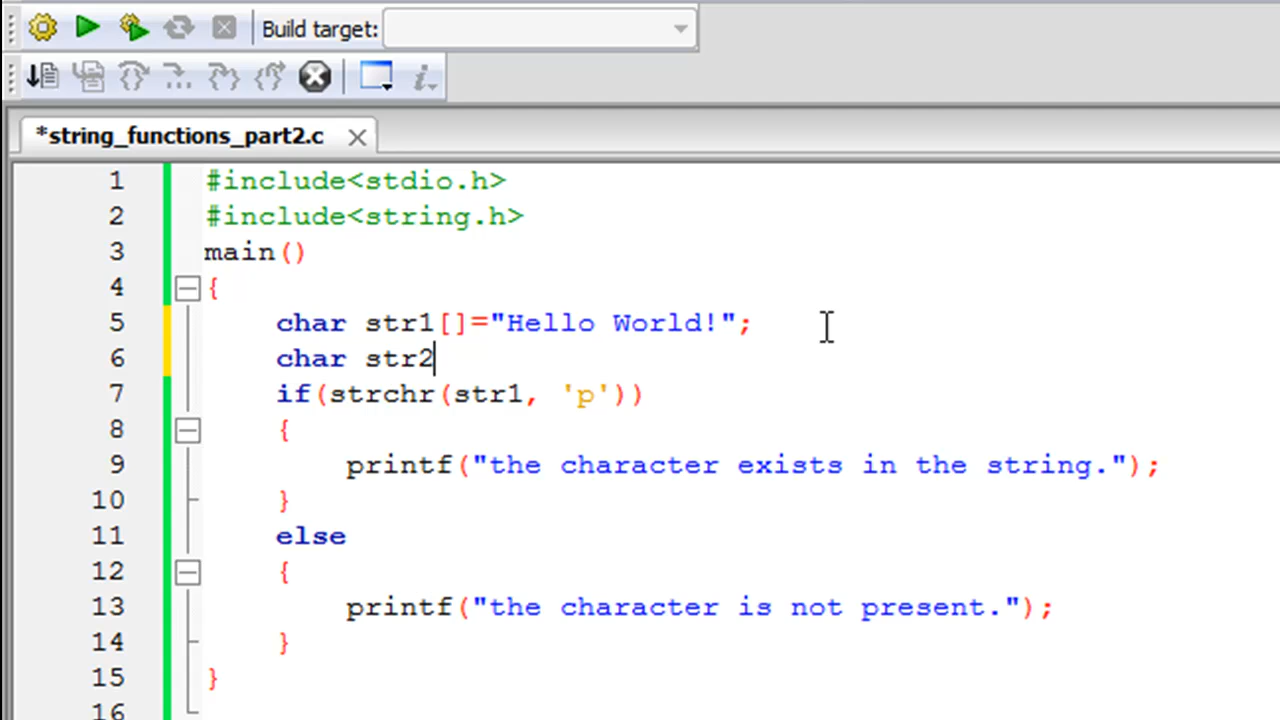 Build target:
*string_functions_part2.c
1 #include<stdio.h>
2 #include<string.h>
3 main()
4 {
5 char str1[]="Hello World!";
6 char str2
7 if(strchr(str1, 'p'))
8 {
9 printf("the character exists in the string.");
10 }
11 else
12 {
13 printf("the character is not present.");
14 }
15 }
16